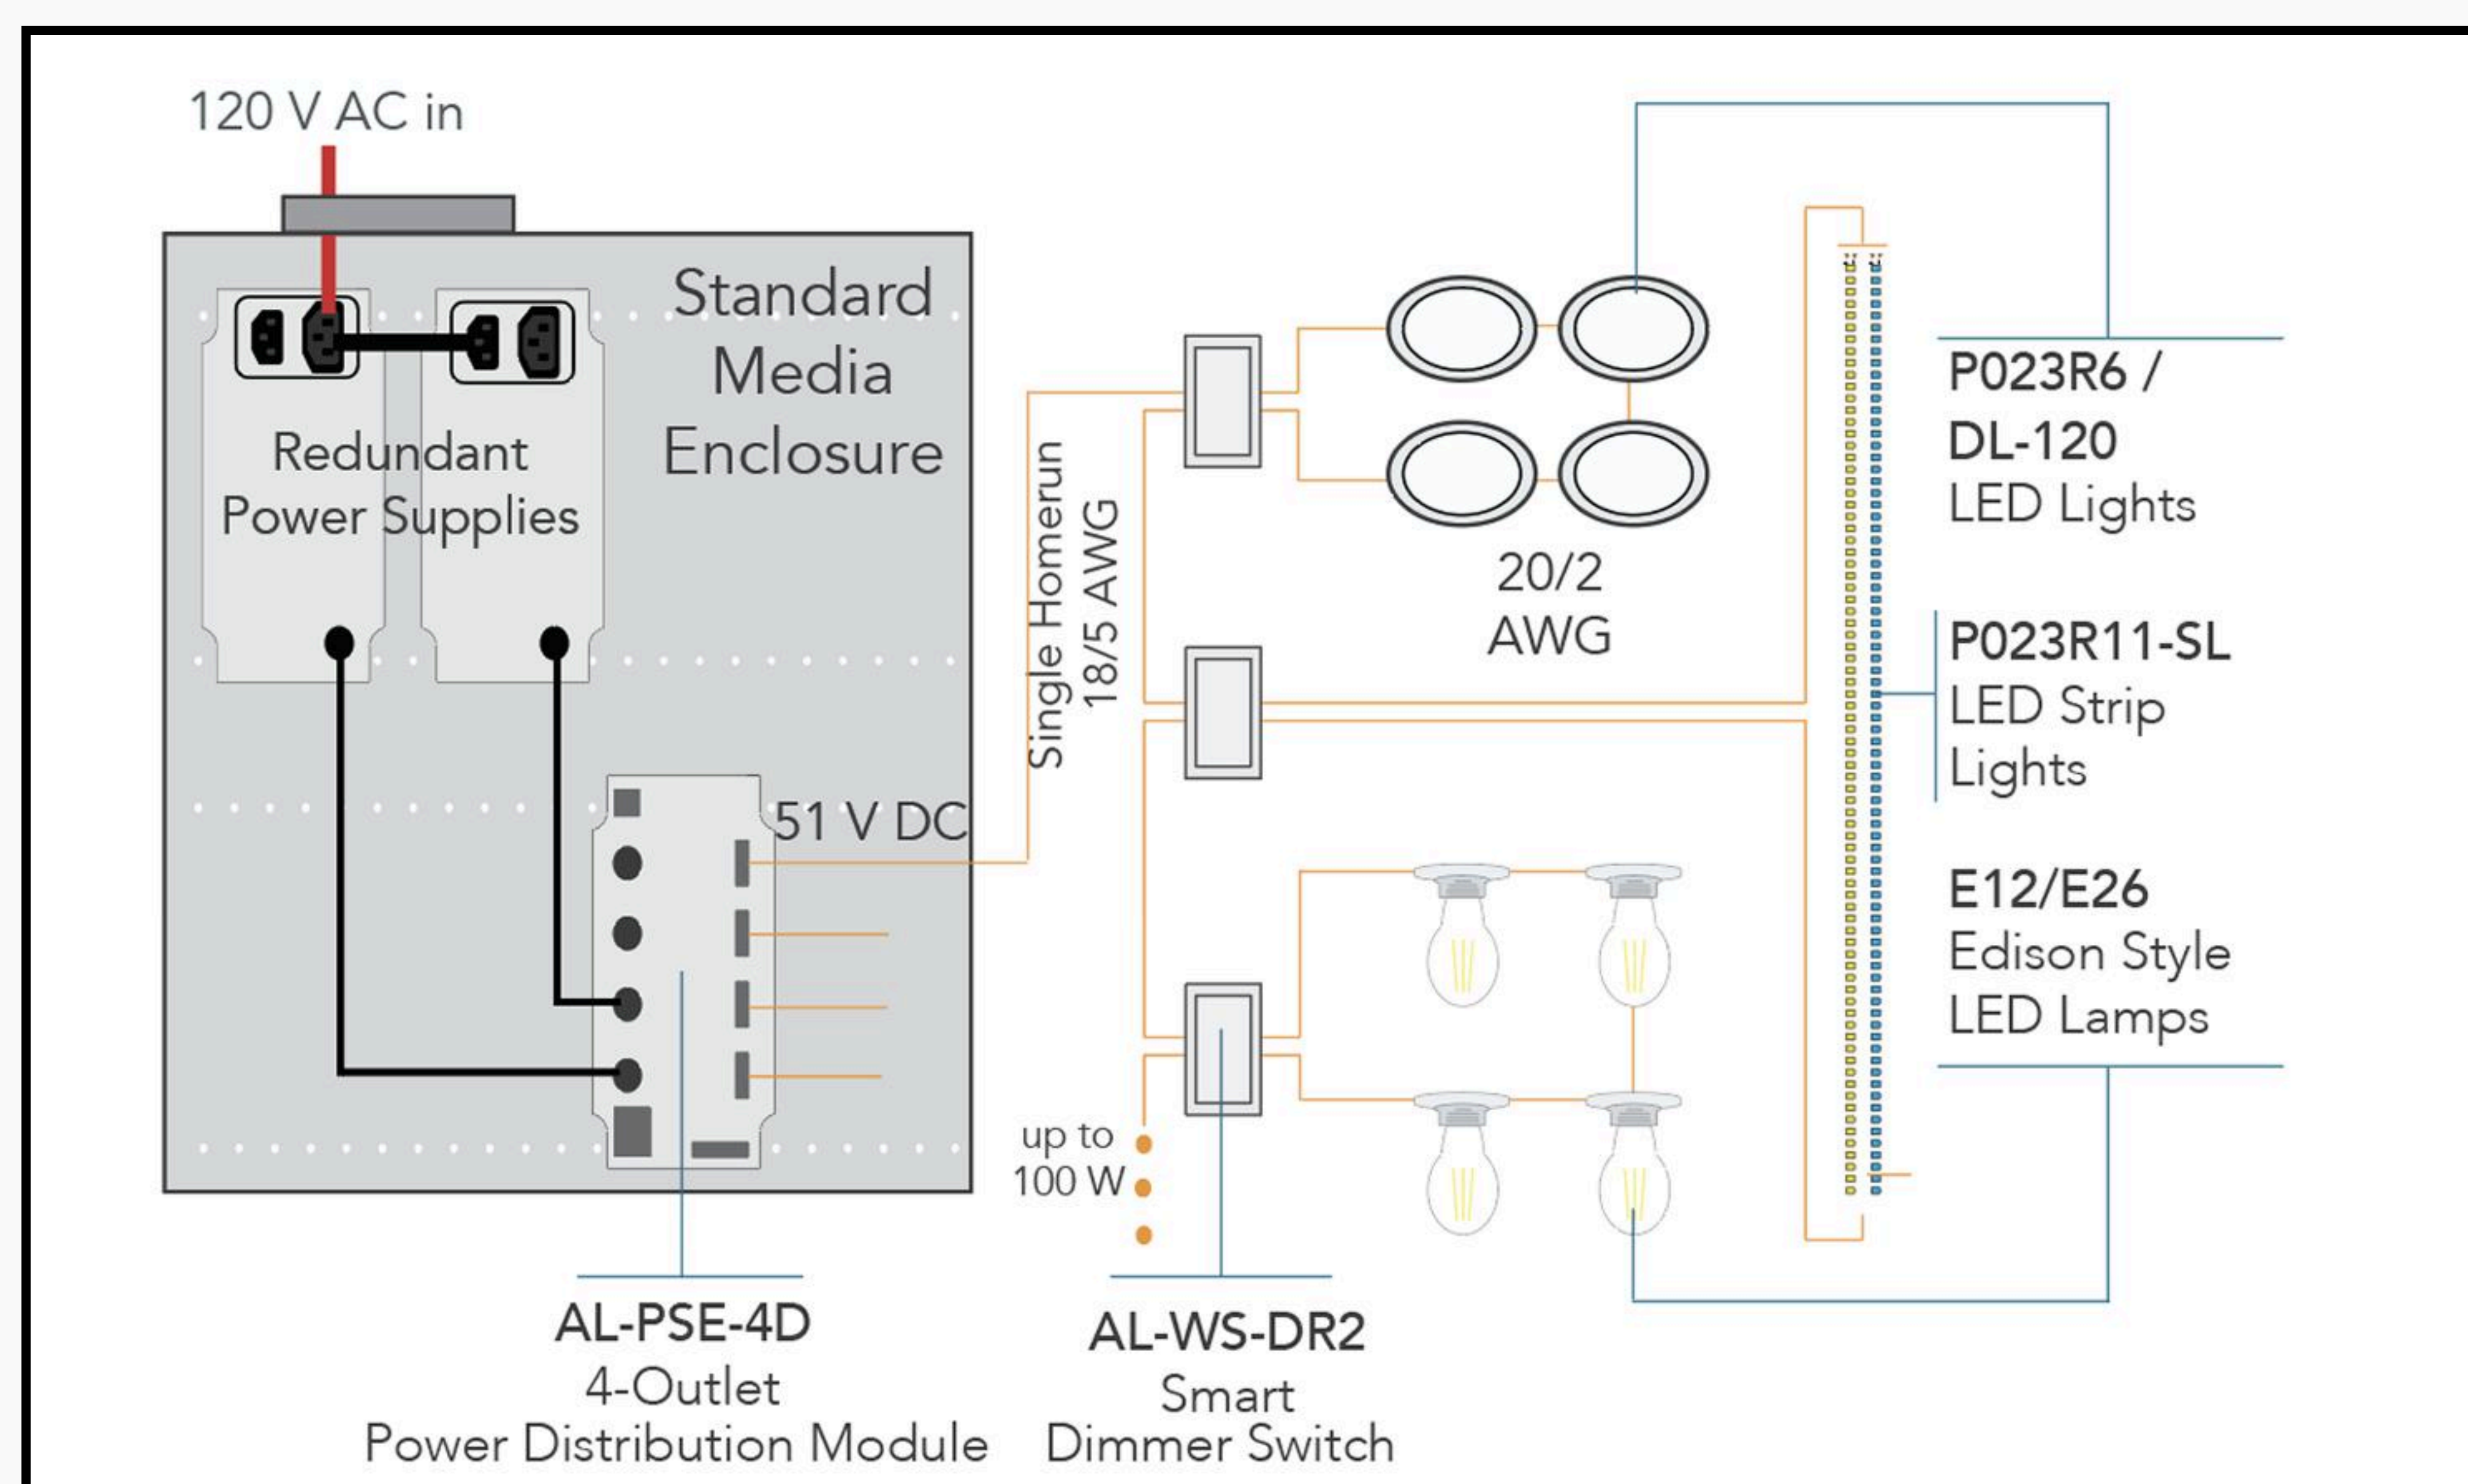 120 V AC in
Standard
Media
Enclosure
Redundant
Power Supplies
51 V DC
Single Homerun
18/5 AWG
20/2
AWG
up to
100 W
P023R6 /
DL-120
LED Lights
P023R11-SL
LED Strip
Lights
E12/E26
Edison Style
LED Lamps
AL-PSE-4D
4-Outlet
Power Distribution Module
AL-WS-DR2
Smart
Dimmer Switch